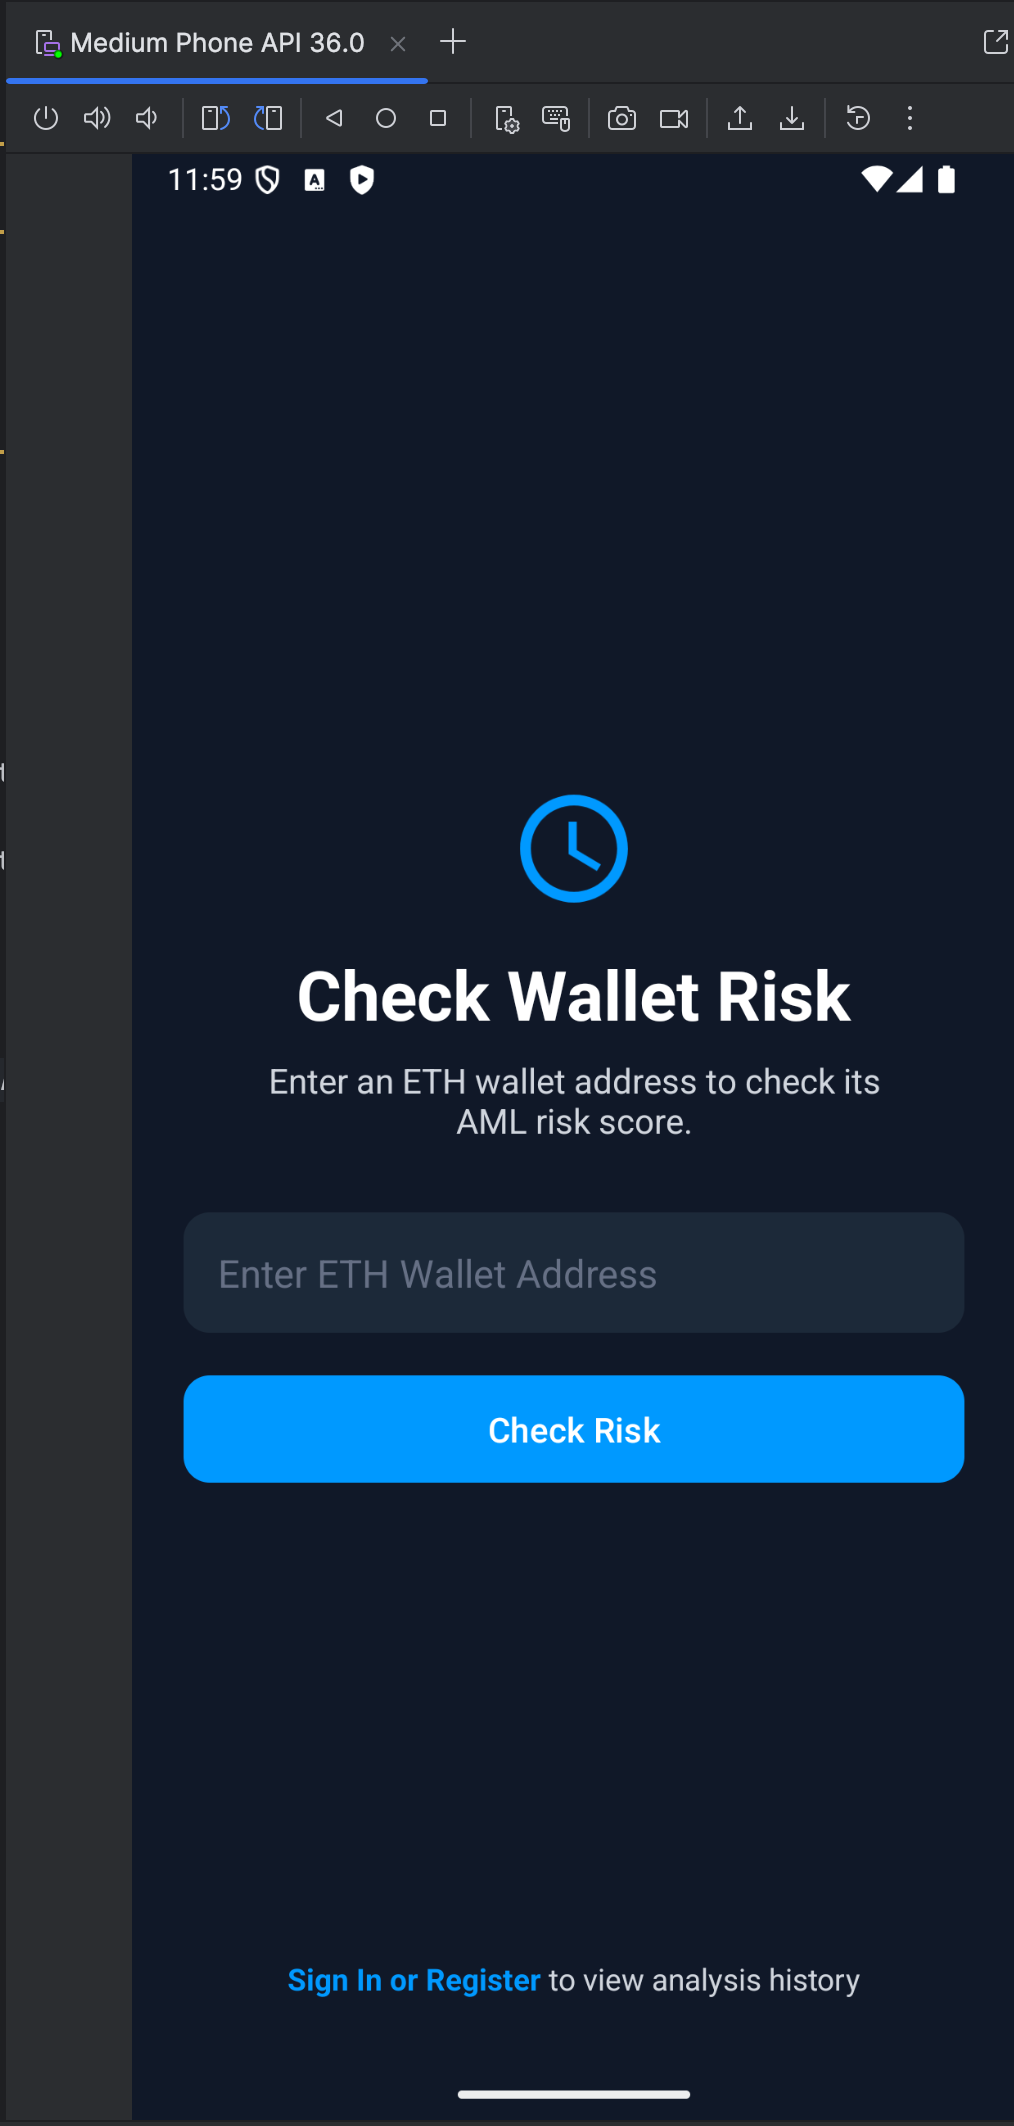 Medium Phone API 36.0
11:59
Check Wallet Risk
Enter an ETH wallet address to check its
AML risk score.
Enter ETH Wallet Address
Check Risk
Sign In or Register to view analysis history